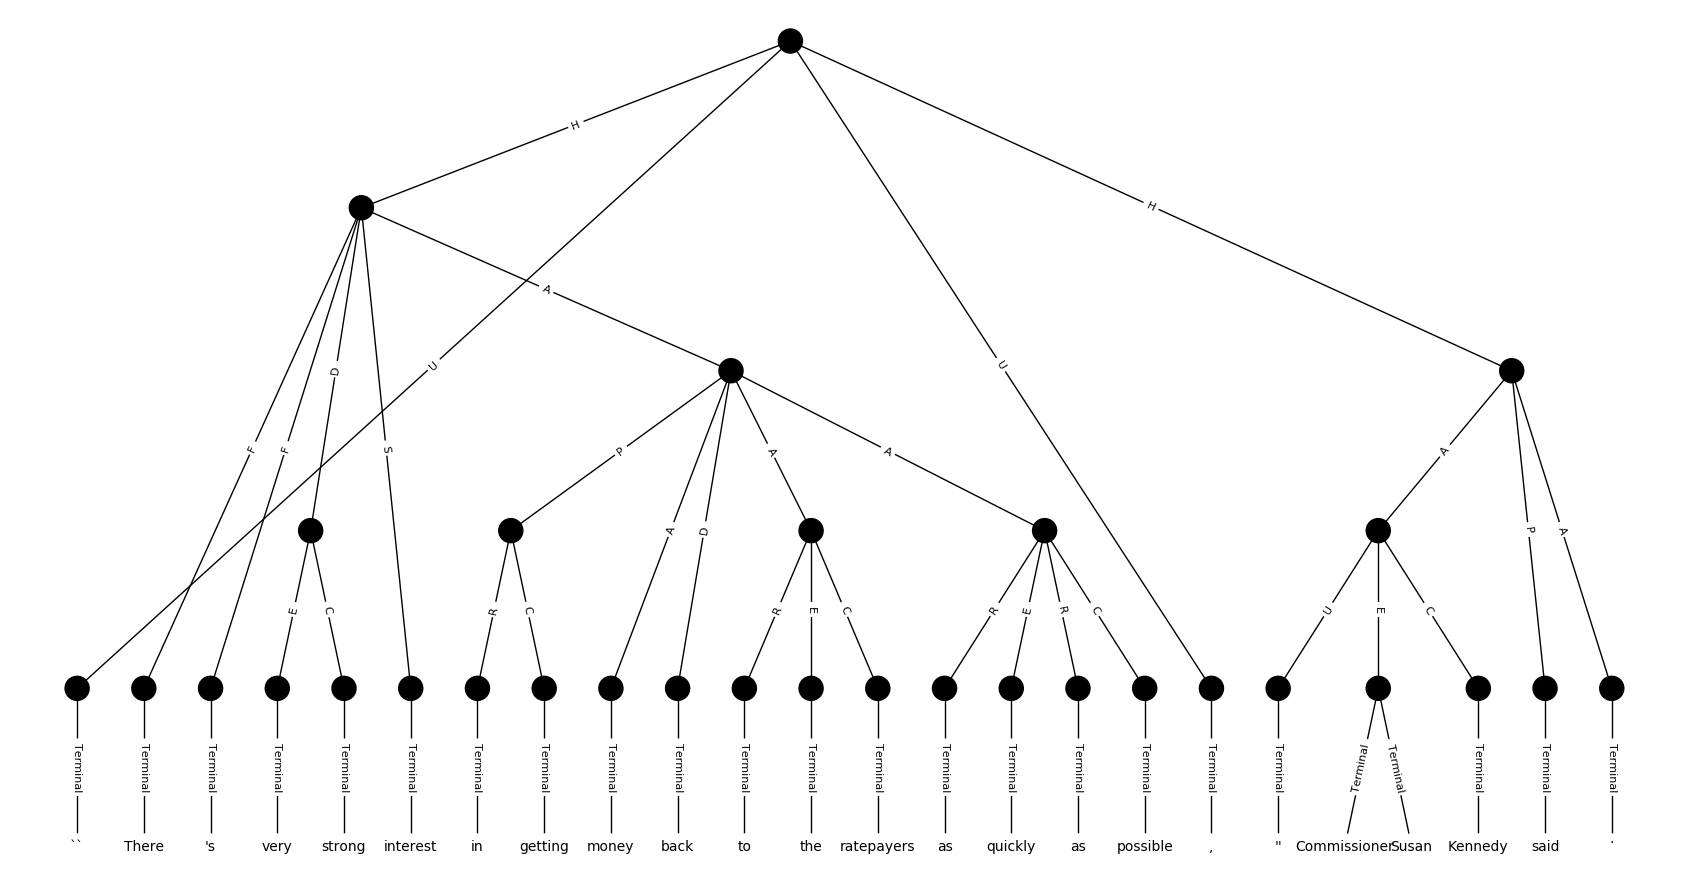 H
H
A
U
D
U
F
F
S
P
A
A
A
A
D
P
A
E
C
R
C
R
E
C
R
E
R
C
U
E
C
Terminal Terminal Terminal Terminal Terminal Terminal Terminal Terminal Terminal Terminal Terminal Terminal Terminal Terminal Terminal Terminal Terminal Terminal Terminal Terminal Terminal Terminal Terminal Terminal
`` There 's very strong interest in getting money back to the ratepayers as quickly as possible , " Commissioner Susan Kennedy said .